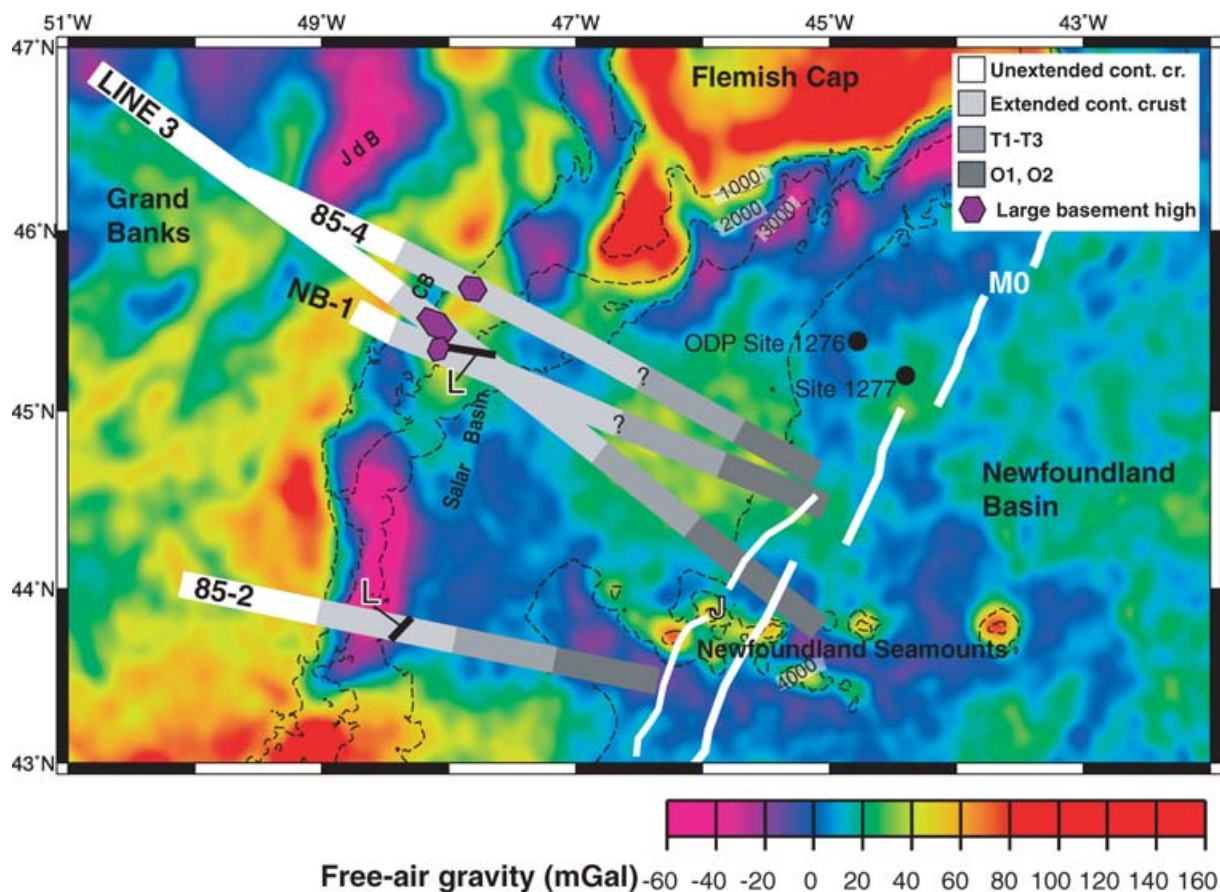 51°W 49°W 47°W 45°W 43°W
47°N
46°N
45°N
44°N
43°N
Flemish Cap
Unextended cont. cr.
Extended cont. crust
T1-T3
O1, O2
Large basement high
LINE 3
J d B
Grand
Banks
85-4
1000
2000
3000
CB
NB-1
M0
ODP Site 1276
Site 1277
L
?
?
Salar Basin
Newfoundland
Basin
85-2
L
J
Newfoundland Seamounts
4000
Free-air gravity (mGal) -60 -40 -20 0 20 40 60 80 100 120 140 160